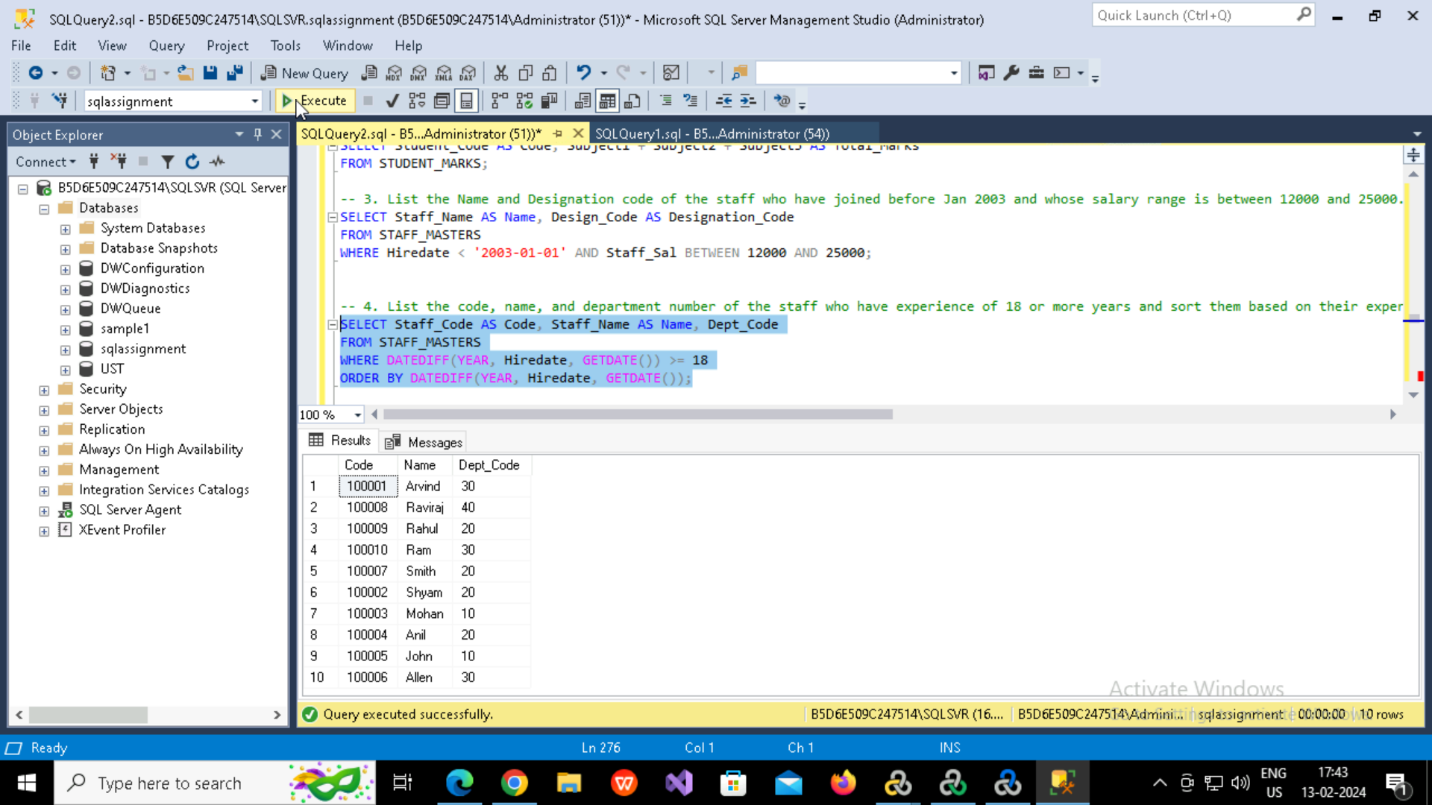 SQLQuery2.sql - B5D6E509C247514\SQLSVR.sqlassignment (B5D6E509C247514\Administrator (51))* - Microsoft SQL Server Management Studio (Administrator)
Quick Launch (Ctrl+Q)
File Edit View Query Project Tools Window Help
New Query
sqlassignment
Execute
Object Explorer
SQLQuery2.sql - B5...Administrator (51))*
SQLQuery1.sql - B5...Administrator (54))
Connect
B5D6E509C247514\SQLSVR (SQL Server
Databases
System Databases
Database Snapshots
DWConfiguration
DWDiagnostics
DWQueue
sample1
sqlassignment
UST
Security
Server Objects
Replication
Always On High Availability
Management
Integration Services Catalogs
SQL Server Agent
XEvent Profiler
SELECT Student_Code AS Code, Subject1 + Subject2 + Subject3 AS Total_Marks
FROM STUDENT_MARKS;
-- 3. List the Name and Designation code of the staff who have joined before Jan 2003 and whose salary range is between 12000 and 25000.
SELECT Staff_Name AS Name, Design_Code AS Designation_Code
FROM STAFF_MASTERS
WHERE Hiredate < '2003-01-01' AND Staff_Sal BETWEEN 12000 AND 25000;
-- 4. List the code, name, and department number of the staff who have experience of 18 or more years and sort them based on their exper
SELECT Staff_Code AS Code, Staff_Name AS Name, Dept_Code
FROM STAFF_MASTERS
WHERE DATEDIFF(YEAR, Hiredate, GETDATE()) >= 18
ORDER BY DATEDIFF(YEAR, Hiredate, GETDATE());
100 %
Results Messages
Code Name Dept_Code
1 100001 Arvind 30
2 100008 Raviraj 40
3 100009 Rahul 20
4 100010 Ram 30
5 100007 Smith 20
6 100002 Shyam 20
7 100003 Mohan 10
8 100004 Anil 20
9 100005 John 10
10 100006 Allen 30
Activate Windows
Query executed successfully.
B5D6E509C247514\SQLSVR (16.... B5D6E509C247514\Admini... sqlassignment 00:00:00 10 rows
Ready
Ln 276 Col 1 Ch 1 INS
Type here to search
ENG
US
17:43
13-02-2024
1